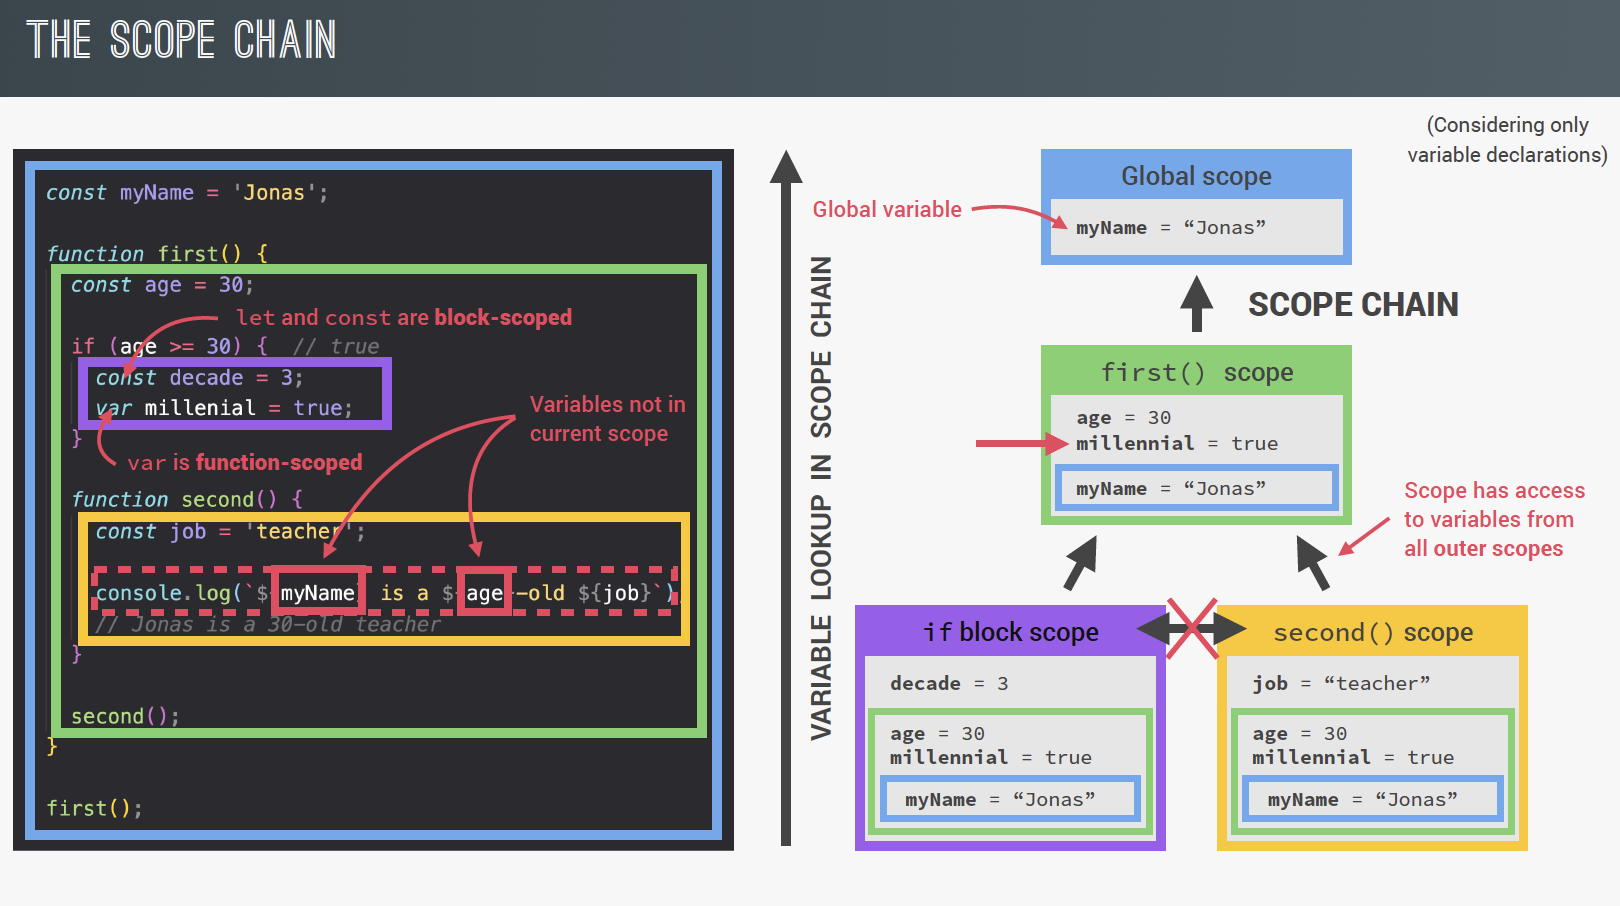 THE SCOPE CHAIN
(Considering only
variable declarations)
const myName = 'Jonas';
function first() {
const age = 30;
let and const are block-scoped
if (age >= 30) { // true
const decade = 3;
var millenial = true;
}
var is function-scoped
Variables not in
current scope
function second() {
const job = 'teacher';
console.log(`${myName} is a ${age}-old ${job}`)
// Jonas is a 30-old teacher
}
second();
}
first();
VARIABLE LOOKUP IN SCOPE CHAIN
Global variable
Global scope
myName = “Jonas”
SCOPE CHAIN
first() scope
age = 30
millennial = true
myName = “Jonas”
Scope has access
to variables from
all outer scopes
if block scope
decade = 3
age = 30
millennial = true
myName = “Jonas”
second() scope
job = “teacher”
age = 30
millennial = true
myName = “Jonas”